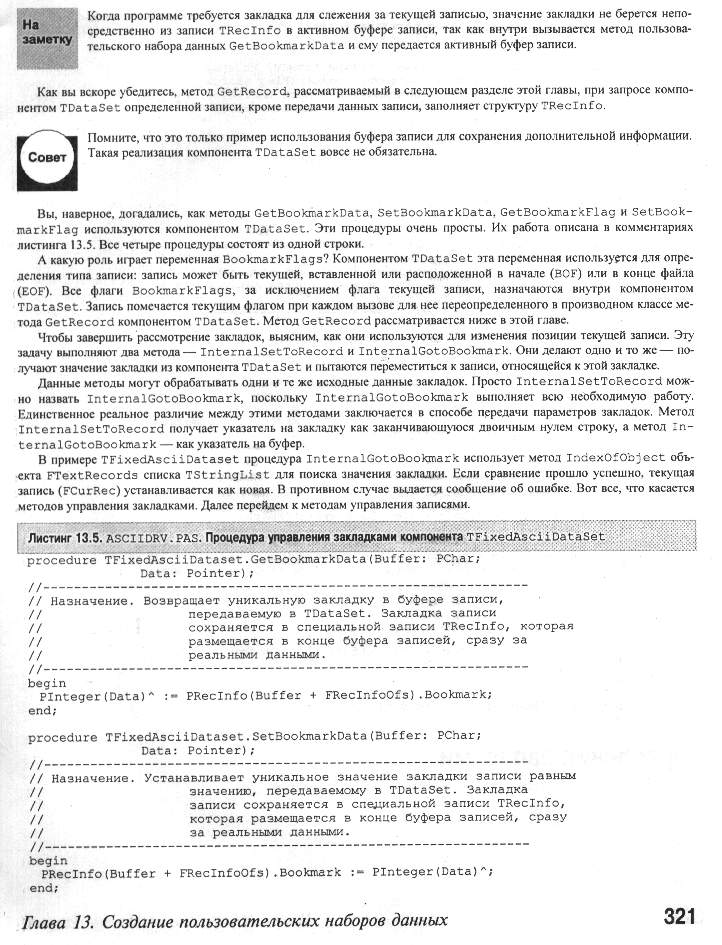 На
заметку
Когда программе требуется закладка для слежения за текущей записью, значение закладки не берется непо-
средственно из записи TRecInfo в активном буфере записи, так как внутри вызывается метод пользова-
тельского набора данных GetBookmarkData и ему передается активный буфер записи.
Как вы вскоре убедитесь, метод GetRecord, рассматриваемый в следующем разделе этой главы, при запросе компо-
нентом TDataSet определенной записи, кроме передачи данных записи, заполняет структуру TRecInfo.
Совет
Помните, что это только пример использования буфера записи для сохранения дополнительной информации.
Такая реализация компонента TDataSet вовсе не обязательна.
Вы, наверное, догадались, как методы GetBookmarkData, SetBookmarkData, GetBookmarkFlag и SetBook-
markFlag используются компонентом TDataSet. Эти процедуры очень просты. Их работа описана в комментариях
листинга 13.5. Все четыре процедуры состоят из одной строки.
А какую роль играет переменная BookmarkFlags? Компонентом TDataSet эта переменная используется для опре-
деления типа записи: запись может быть текущей, вставленной или расположенной в начале (BOF) или в конце файла
(EOF). Все флаги BookmarkFlags, за исключением флага текущей записи, назначаются внутри компонентом
TDataSet. Запись помечается текущим флагом при каждом вызове для нее переопределенного в производном классе ме-
тода GetRecord компонентом TDataSet. Метод GetRecord рассматривается ниже в этой главе.
Чтобы завершить рассмотрение закладок, выясним, как они используются для изменения позиции текущей записи. Эту
задачу выполняют два метода — InternalSetToRecord и InternalGotoBookmark. Они делают одно и то же — по-
лучают значение закладки из компонента TDataSet и пытаются переместиться к записи, относящейся к этой закладке.
Данные методы могут обрабатывать одни и те же исходные данные закладок. Просто InternalSetToRecord мож-
но назвать InternalGotoBookmark, поскольку InternalGotoBookmark выполняет всю необходимую работу.
Единственное реальное различие между этими методами заключается в способе передачи параметров закладок. Метод
InternalSetToRecord получает указатель на закладку как заканчивающуюся двоичным нулем строку, а метод In-
ternalGotoBookmark — как указатель на буфер.
В примере TFixedAsciiDataset процедура InternalGotoBookmark использует метод IndexOfObject объ-
екта FTextRecords списка TStringList для поиска значения закладки. Если сравнение прошло успешно, текущая
запись (FCurRec) устанавливается как новая. В противном случае выдается сообщение об ошибке. Вот все, что касается
методов управления закладками. Далее перейдем к методам управления записями.
Листинг 13.5. ASCIIDRV.PAS. Процедура управления закладками компонента TFixedAsciiDataSet
procedure TFixedAsciiDataset.GetBookmarkData(Buffer: PChar;
Data: Pointer);
//---------------------------------------------------------
// Назначение. Возвращает уникальную закладку в буфере записи,
// передаваемую в TDataSet. Закладка записи
// сохраняется в специальной записи TRecInfo, которая
// размещается в конце буфера записей, сразу за
// реальными данными.
//---------------------------------------------------------
begin
PInteger(Data)^ := PRecInfo(Buffer + FRecInfoOfs).Bookmark;
end;
procedure TFixedAsciiDataset.SetBookmarkData(Buffer: PChar;
Data: Pointer);
//---------------------------------------------------------
// Назначение. Устанавливает уникальное значение закладки записи равным
// значению, передаваемому в TDataSet. Закладка
// записи сохраняется в специальной записи TRecInfo,
// которая размещается в конце буфера записей, сразу
// за реальными данными.
//---------------------------------------------------------
begin
PRecInfo(Buffer + FRecInfoOfs).Bookmark := PInteger(Data)^;
end;
Глава 13. Создание пользовательских наборов данных 321